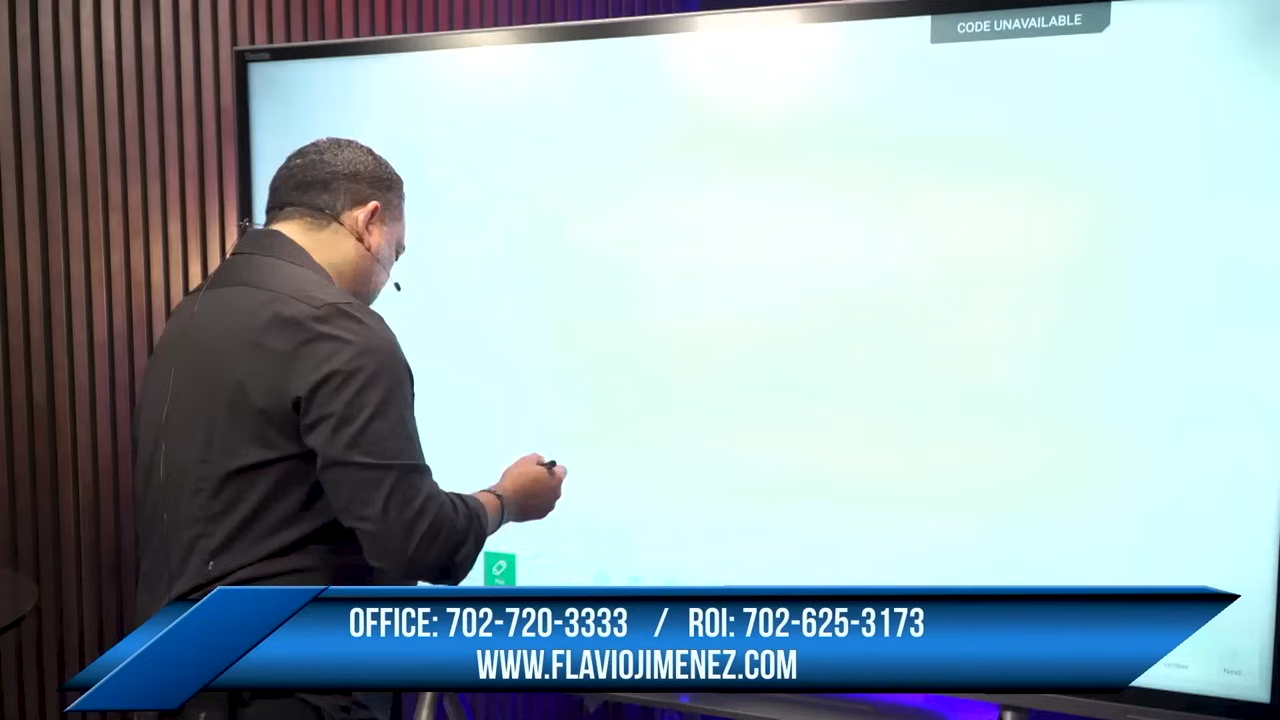 CODE UNAVAILABLE
OFFICE: 702-720-3333 / ROI: 702-625-3173
WWW.FLAVIOJIMENEZ.COM